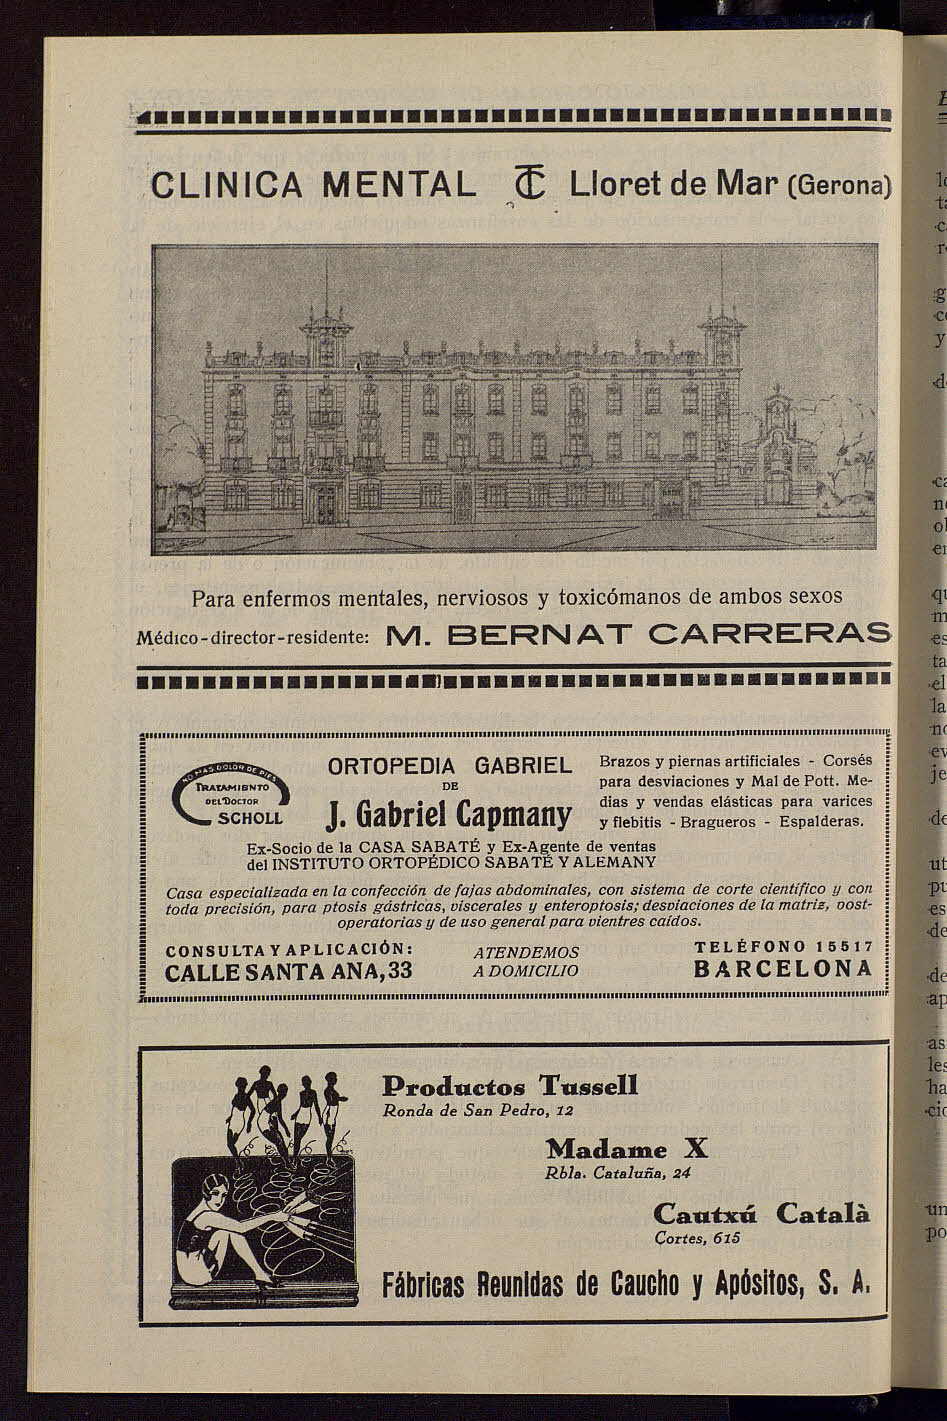 CLINICA MENTAL TC Lloret de Mar (Gerona)
Para enfermos mentales, nerviosos y toxicómanos de ambos sexos
Médico-director-residente: M. BERNAT CARRERAS
NO MAS DOLOR DE PIES
TRATAMIENTO
DEL DOCTOR
SCHOLL
ORTOPEDIA GABRIEL
DE
J. Gabriel Capmany
Brazos y piernas artificiales - Corsés
para desviaciones y Mal de Pott. Me-
dias y vendas elásticas para varices
y flebitis - Bragueros - Espalderas.
Ex-Socio de la CASA SABATÉ y Ex-Agente de ventas
del INSTITUTO ORTOPÉDICO SABATÉ Y ALEMANY
Casa especializada en la confección de fajas abdominales, con sistema de corte científico y con
toda precisión, para ptosis gástricas, viscerales y enteroptosis; desviaciones de la matriz, post-
operatorias y de uso general para vientres caídos.
CONSULTA Y APLICACIÓN:
CALLE SANTA ANA, 33
ATENDEMOS
A DOMICILIO
TELÉFONO 15517
BARCELONA
Productos Tussell
Ronda de San Pedro, 12
Madame X
Rbla. Cataluña, 24
Cautxú Català
Cortes, 615
Fábricas Reunidas de Caucho y Apósitos, S. A.